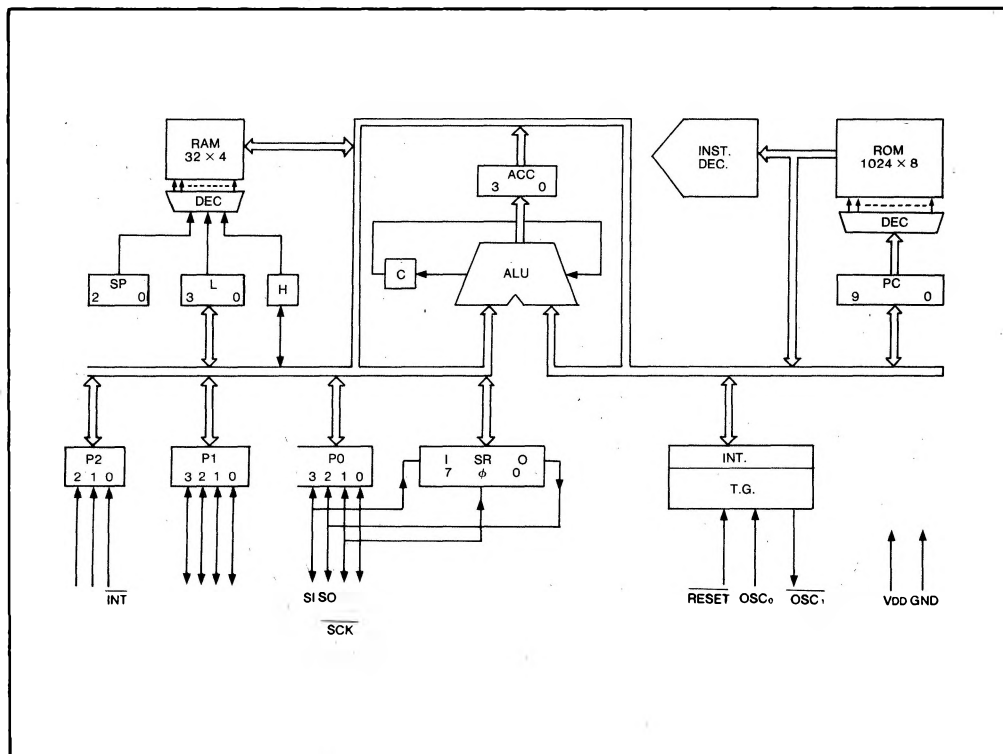 RAM
32 × 4
DEC
SP
2 0
L
3 0
H
ACC
3 0
C
ALU
INST.
DEC.
ROM
1024 × 8
DEC
PC
9 0
P2
2 1 0
INT
P1
3 2 1 0
P0
3 2 1 0
SI SO
SCK
I SR O
7 ϕ 0
INT.
T.G.
RESET OSC₀ OSC₁
VDD GND